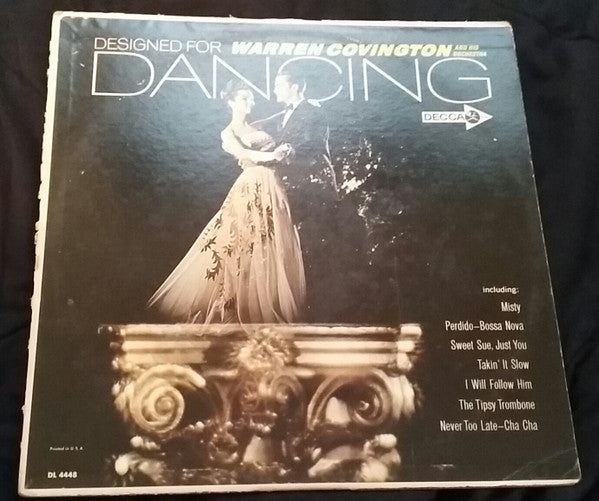 DESIGNED FOR WARREN COVINGTON AND HIS ORCHESTRA
DANCING
DECCA
including:
Misty
Perdido–Bossa Nova
Sweet Sue, Just You
Takin' It Slow
I Will Follow Him
The Tipsy Trombone
Never Too Late–Cha Cha
Printed in U. S. A.
DL 4448